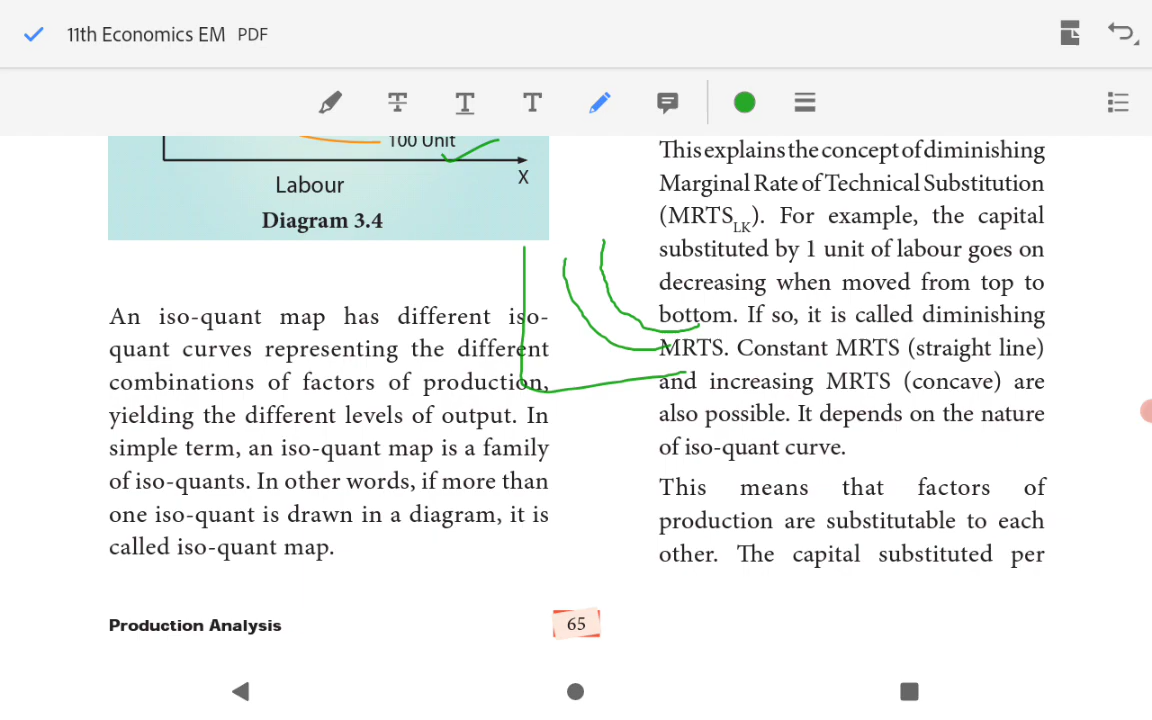 11th Economics EM PDF
100 Unit
X
Labour
Diagram 3.4
An iso-quant map has different iso-
quant curves representing the different
combinations of factors of production,
yielding the different levels of output. In
simple term, an iso-quant map is a family
of iso-quants. In other words, if more than
one iso-quant is drawn in a diagram, it is
called iso-quant map.
This explains the concept of diminishing
Marginal Rate of Technical Substitution
(MRTSLK). For example, the capital
substituted by 1 unit of labour goes on
decreasing when moved from top to
bottom. If so, it is called diminishing
MRTS. Constant MRTS (straight line)
and increasing MRTS (concave) are
also possible. It depends on the nature
of iso-quant curve.
This means that factors of
production are substitutable to each
other. The capital substituted per
Production Analysis
65